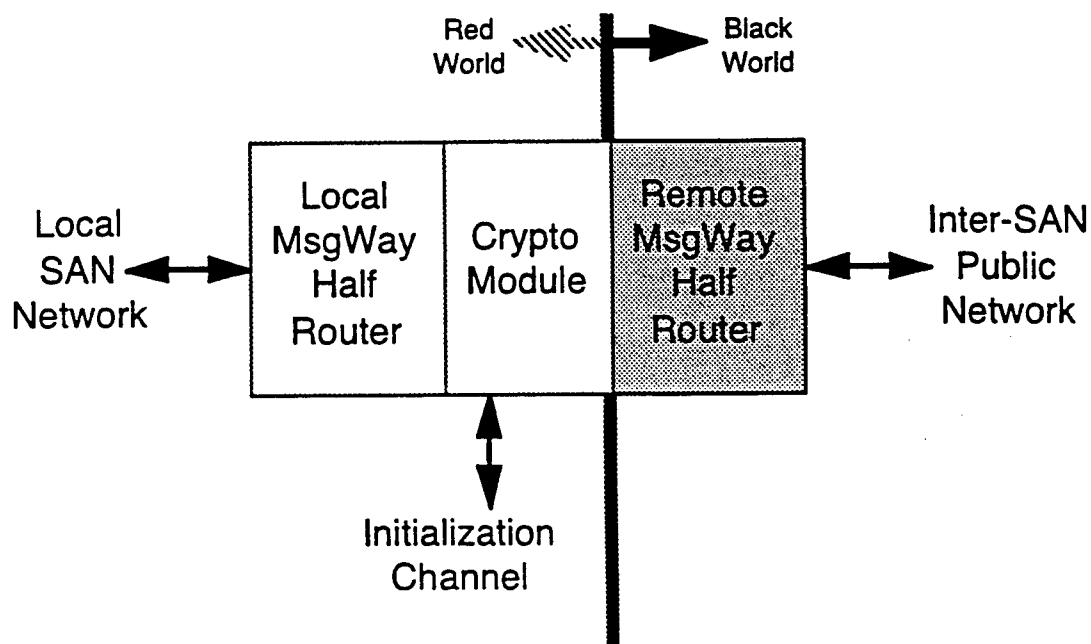 Red
World
Black
World
Local
SAN
Network
Local
MsgWay
Half
Router
Crypto
Module
Remote
MsgWay
Half
Router
Inter-SAN
Public
Network
Initialization
Channel